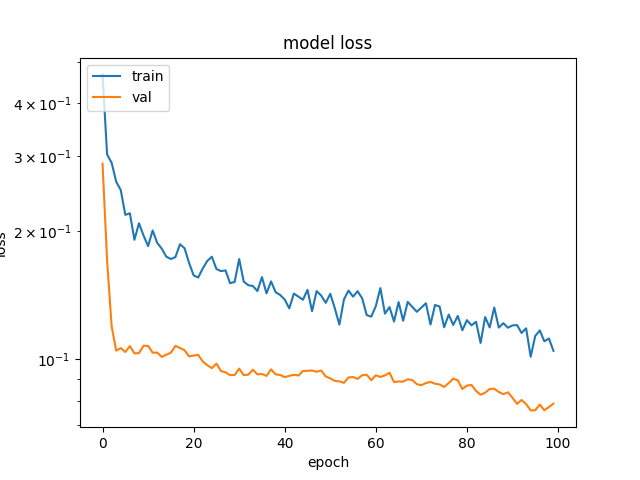 model loss
train
val
4 × 10⁻¹
3 × 10⁻¹
2 × 10⁻¹
10⁻¹
loss
0 20 40 60 80 100
epoch